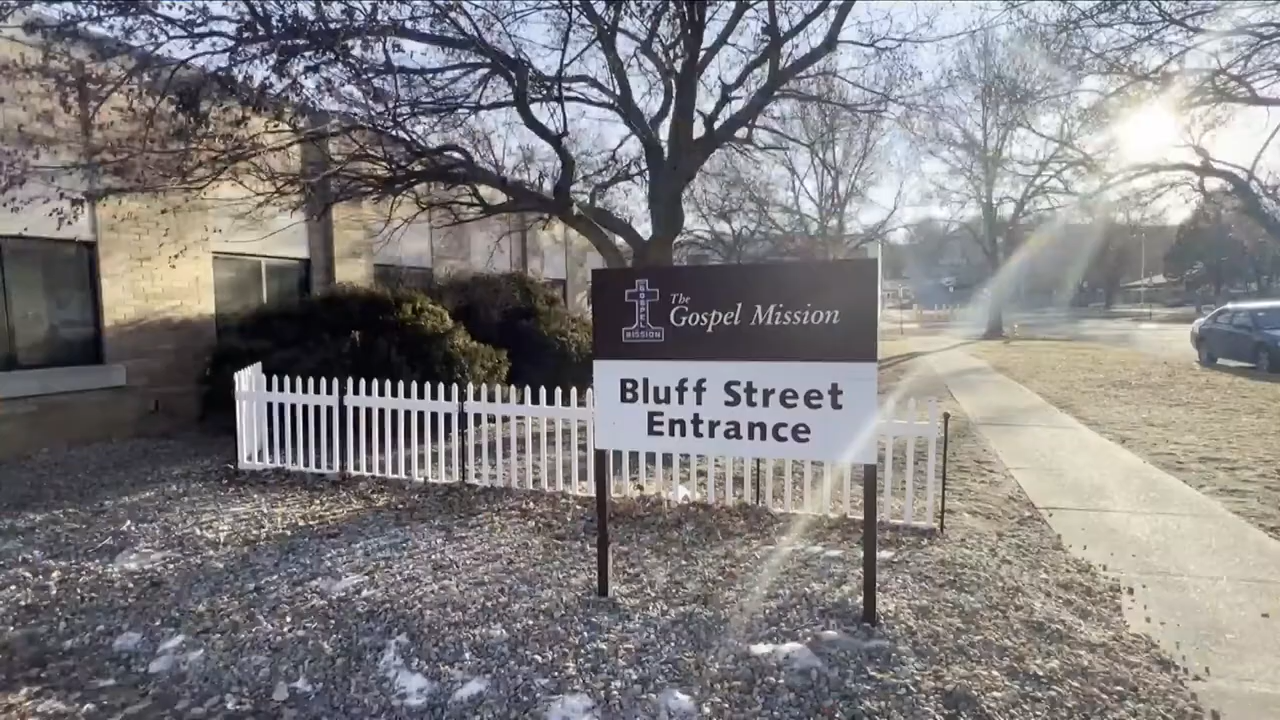 GOSPEL
MISSION
The
Gospel Mission
Bluff Street
Entrance